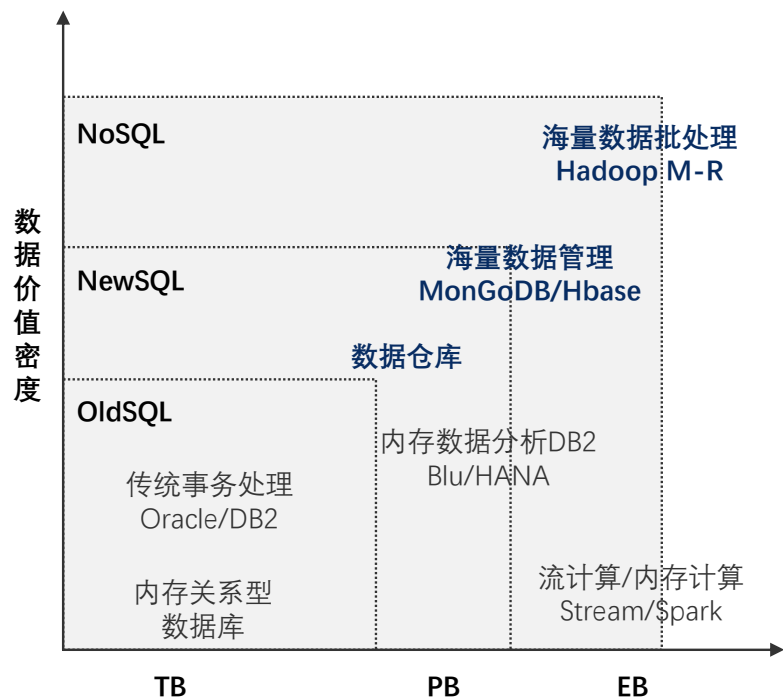 NoSQL
海量数据批处理
Hadoop M-R
数据价值密度
NewSQL
海量数据管理
MonGoDB/Hbase
数据仓库
OldSQL
内存数据分析DB2
Blu/HANA
传统事务处理
Oracle/DB2
内存关系型
数据库
流计算/内存计算
Stream/Spark
TB
PB
EB